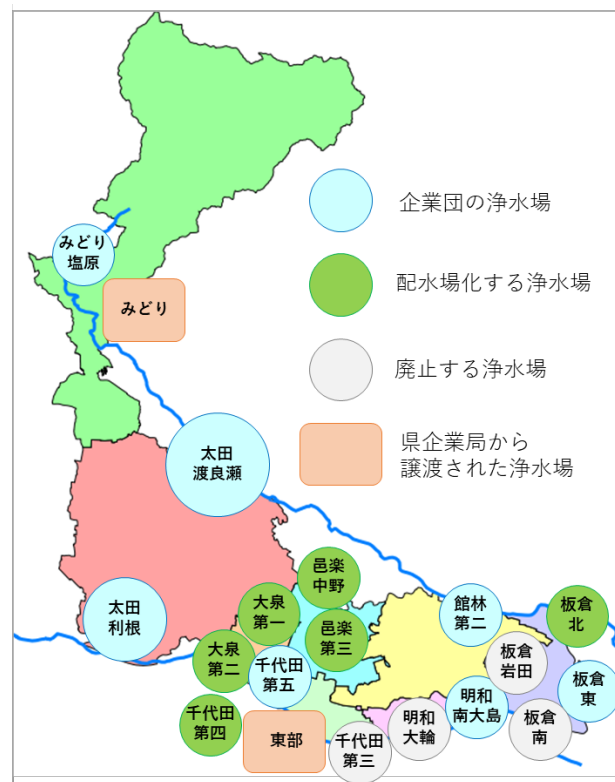 企業団の浄水場
みどり
塩原
配水場化する浄水場
みどり
廃止する浄水場
県企業局から
譲渡された浄水場
太田
渡良瀬
邑楽
中野
太田
利根
大泉
第一
邑楽
第三
館林
第二
板倉
北
大泉
第二
千代田
第五
板倉
岩田
板倉
東
千代田
第四
東部
千代田
第三
明和
大輪
明和
南大島
板倉
南